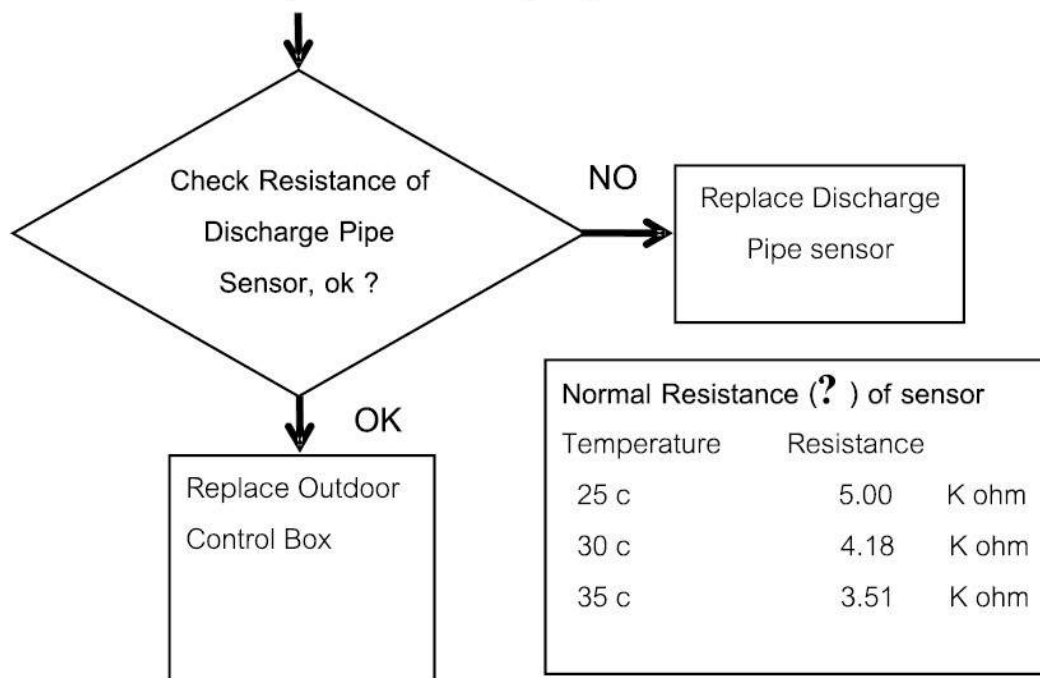 Check Resistance of
Discharge Pipe
Sensor, ok ?
NO
Replace Discharge
Pipe sensor
OK
Replace Outdoor
Control Box
Normal Resistance (? ) of sensor
Temperature Resistance
25 c 5.00 K ohm
30 c 4.18 K ohm
35 c 3.51 K ohm